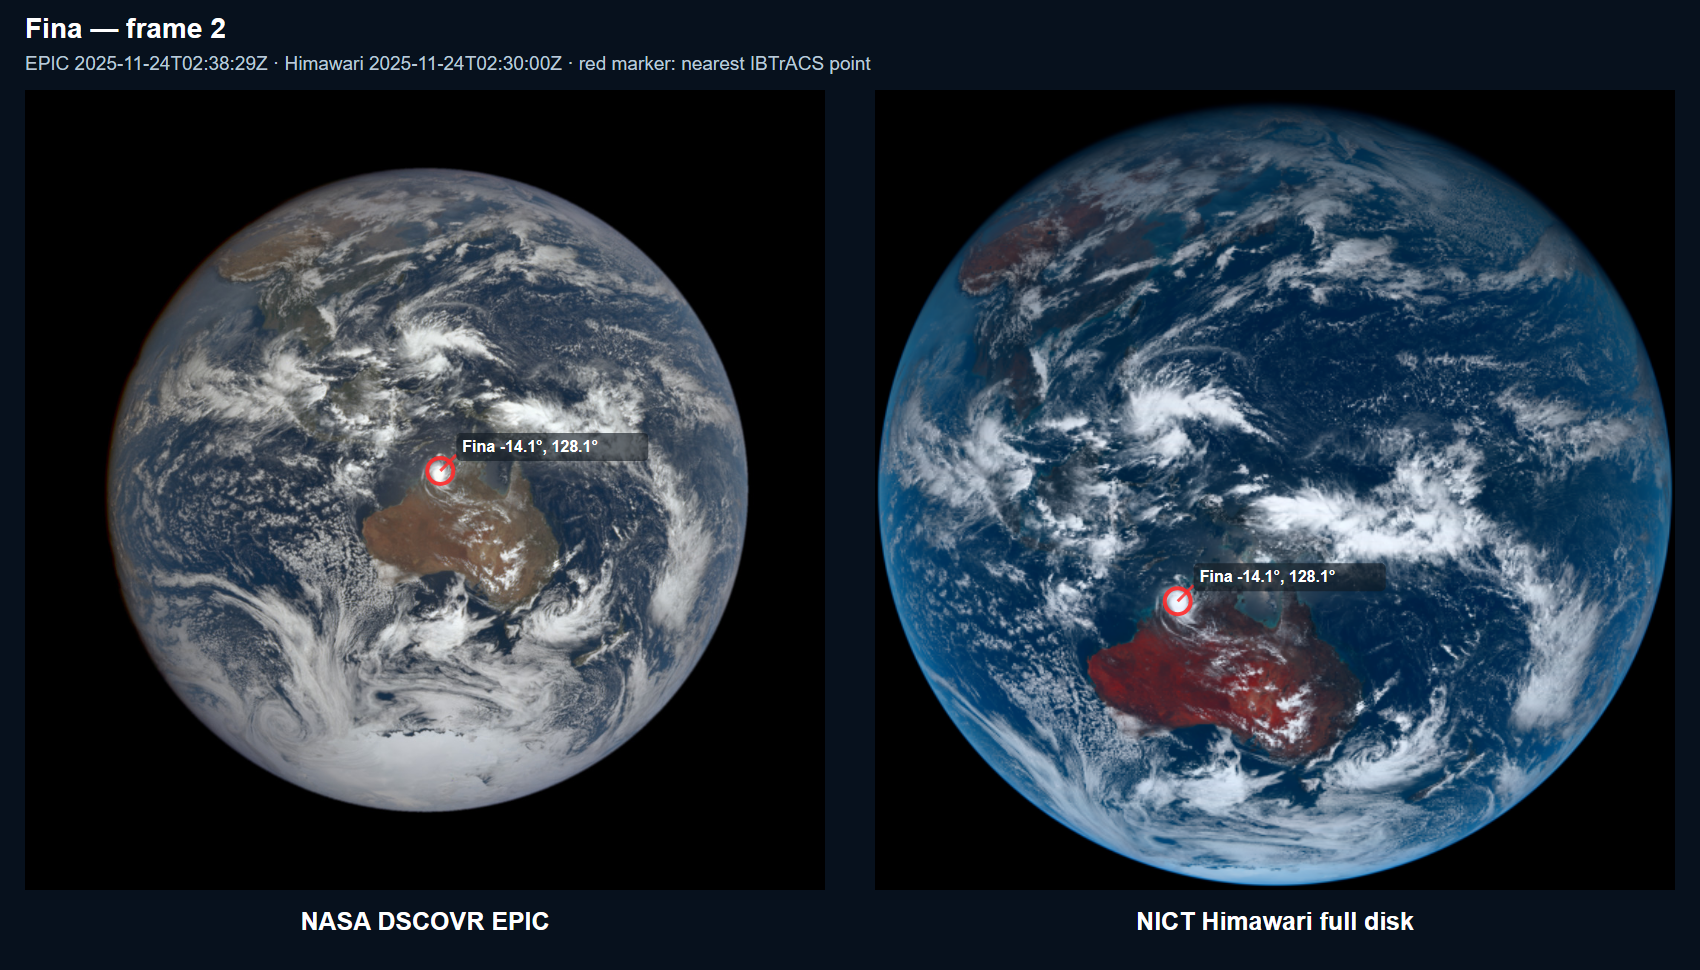 Fina — frame 2
EPIC 2025-11-24T02:38:29Z · Himawari 2025-11-24T02:30:00Z · red marker: nearest IBTrACS point
Fina -14.1°, 128.1°
Fina -14.1°, 128.1°
NASA DSCOVR EPIC
NICT Himawari full disk